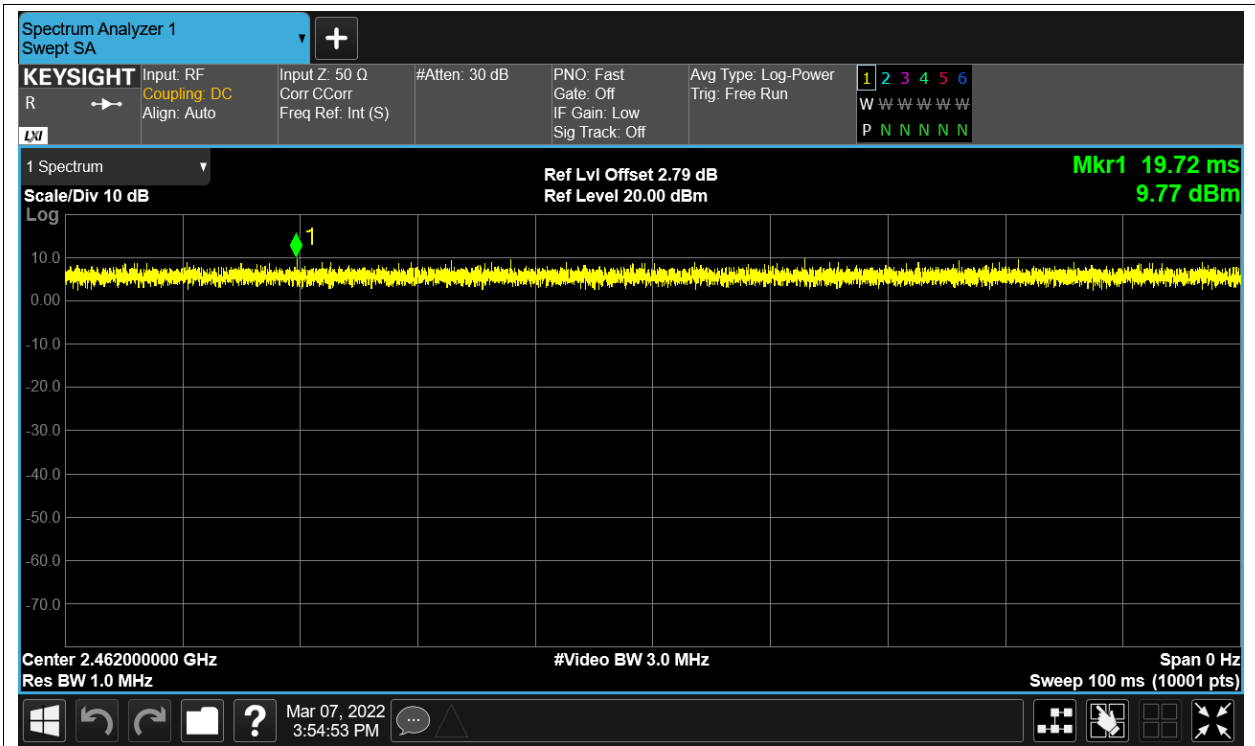 Spectrum Analyzer 1
Swept SA
KEYSIGHT
R
LXI
Input: RF
Coupling: DC
Align: Auto
Input Z: 50 Ω
Corr CCorr
Freq Ref: Int (S)
#Atten: 30 dB
PNO: Fast
Gate: Off
IF Gain: Low
Sig Track: Off
Avg Type: Log-Power
Trig: Free Run
1 2 3 4 5 6
W W W W W W
P N N N N N
1 Spectrum
Scale/Div 10 dB
Ref Lvl Offset 2.79 dB
Ref Level 20.00 dBm
Mkr1 19.72 ms
9.77 dBm
Log
1
10.0
0.00
-10.0
-20.0
-30.0
-40.0
-50.0
-60.0
-70.0
Center 2.462000000 GHz
Res BW 1.0 MHz
#Video BW 3.0 MHz
Span 0 Hz
Sweep 100 ms (10001 pts)
?
Mar 07, 2022
3:54:53 PM